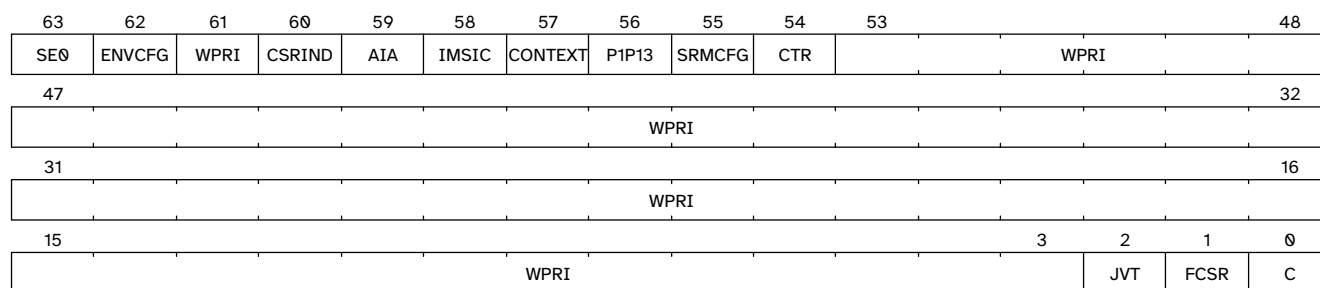 63 62 61 60 59 58 57 56 55 54 53 48
SE0 ENVCFG WPRI CSRIND AIA IMSIC CONTEXT P1P13 SRMCFG CTR WPRI
47 32
WPRI
31 16
WPRI
15 3 2 1 0
WPRI JVT FCSR C